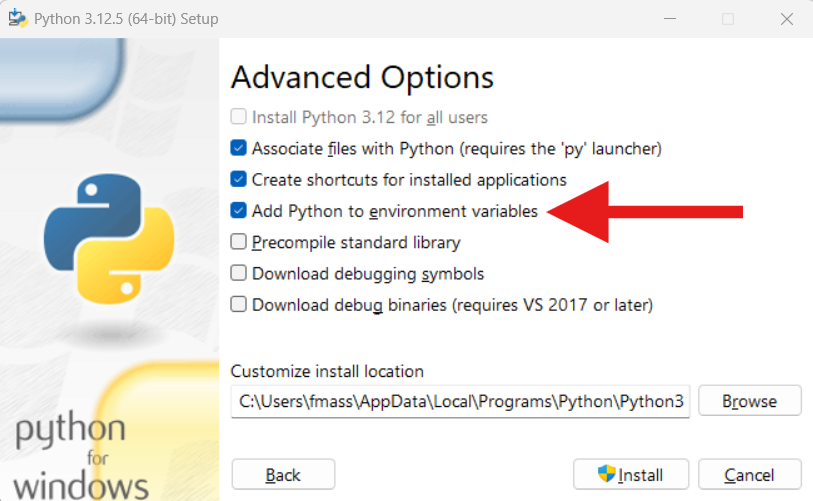 Python 3.12.5 (64-bit) Setup
Advanced Options
Install Python 3.12 for all users
Associate files with Python (requires the 'py' launcher)
Create shortcuts for installed applications
Add Python to environment variables
Precompile standard library
Download debugging symbols
Download debug binaries (requires VS 2017 or later)
Customize install location
C:\Users\fmass\AppData\Local\Programs\Python\Python3
Browse
python
for
windows
Back
Install
Cancel